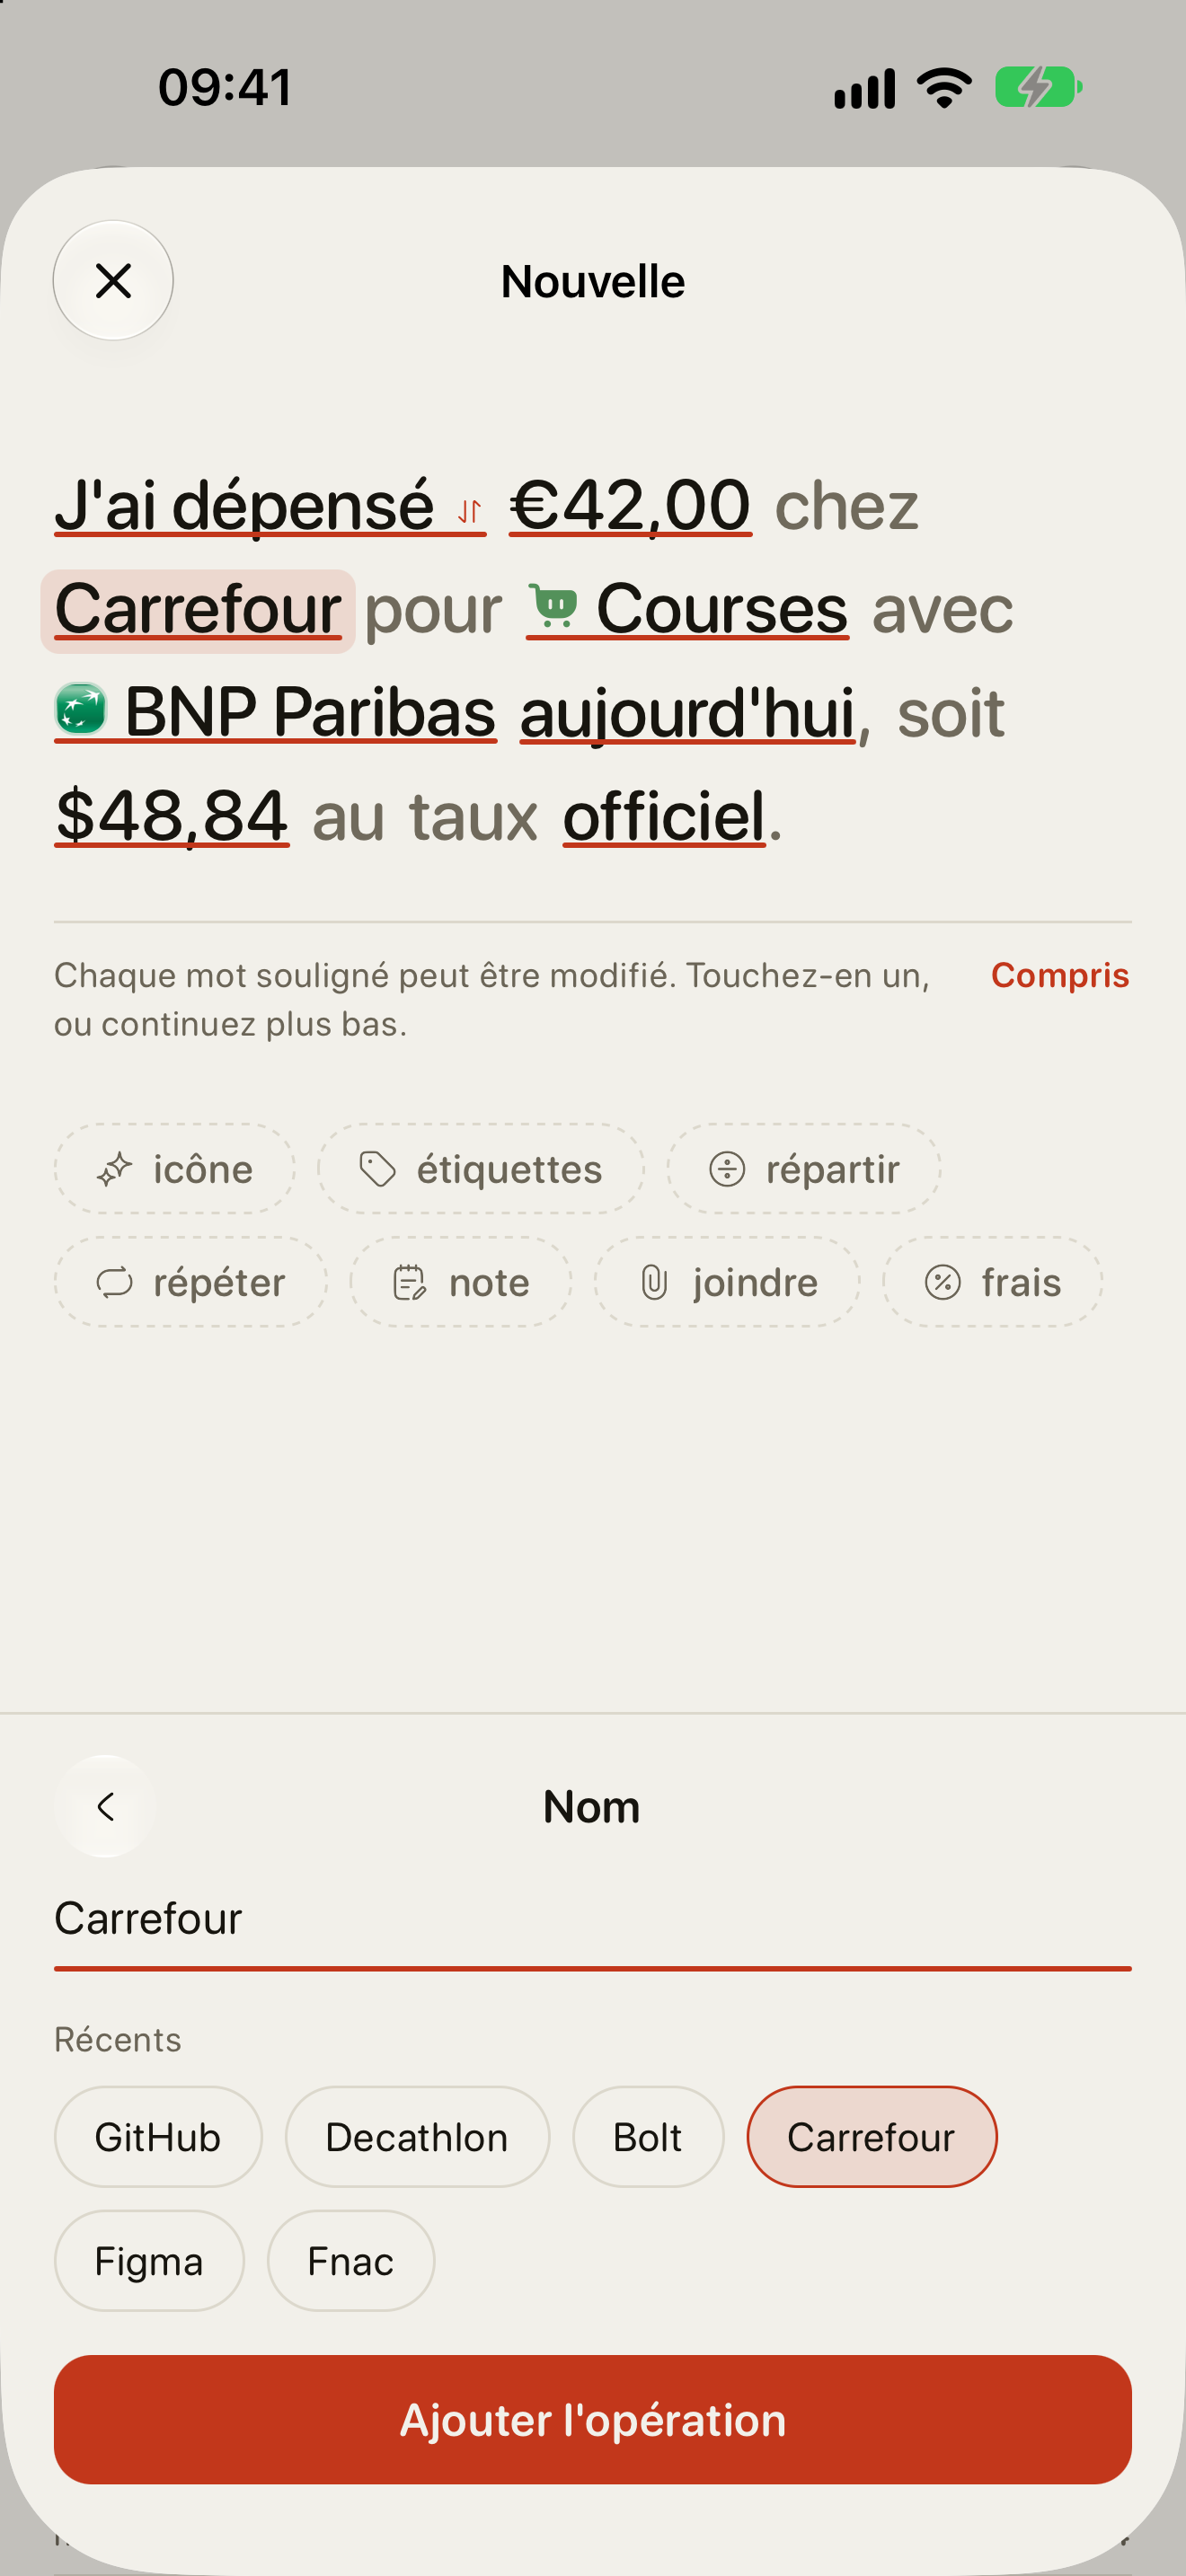 09:41
Nouvelle
J'ai dépensé €42,00 chez
Carrefour pour Courses avec
BNP Paribas aujourd'hui, soit
$48,84 au taux officiel.
Chaque mot souligné peut être modifié. Touchez-en un,
ou continuez plus bas.
Compris
icône étiquettes répartir
répéter note joindre frais
Nom
Carrefour
Récents
GitHub Decathlon Bolt Carrefour
Figma Fnac
Ajouter l'opération